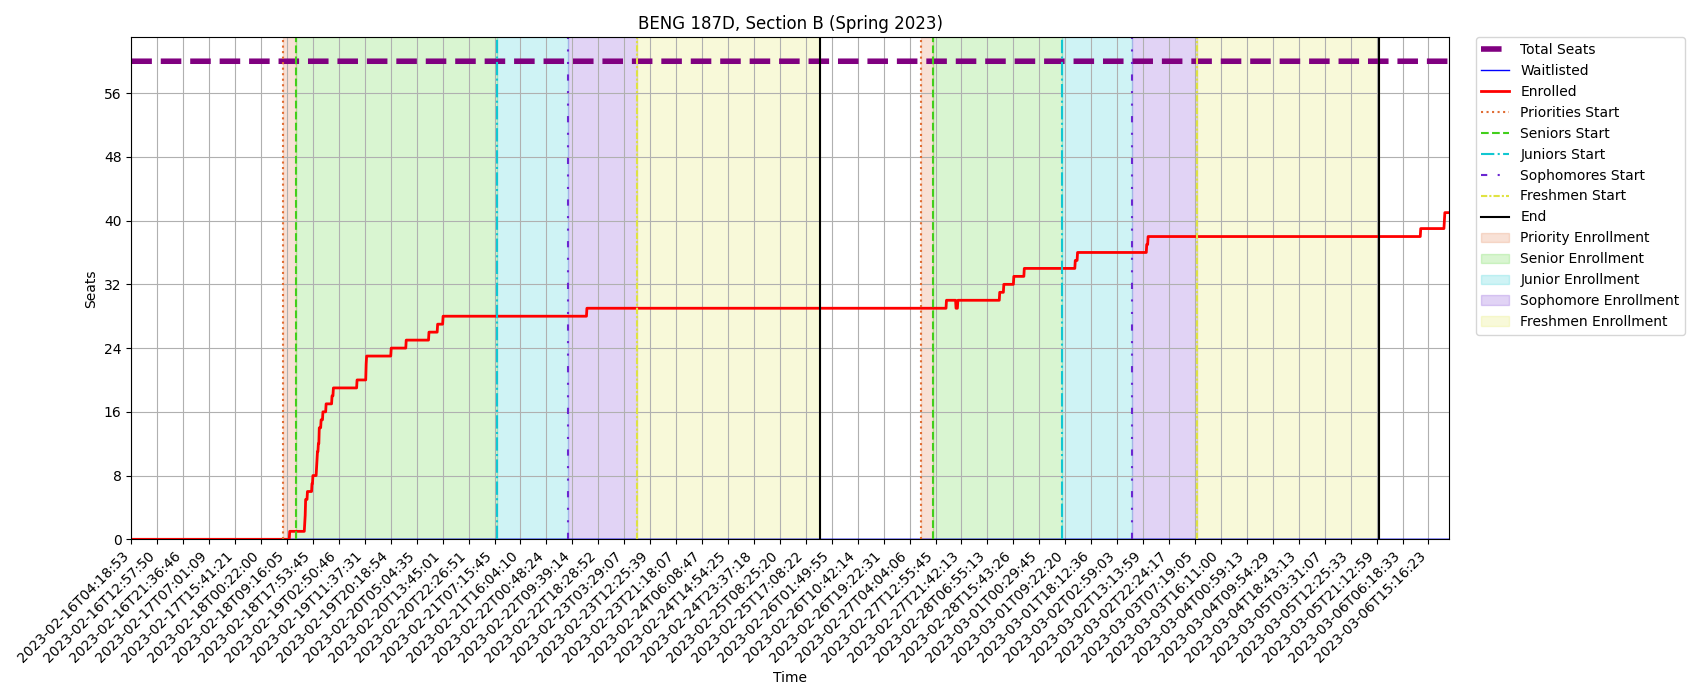 BENG 187D, Section B (Spring 2023)
Total Seats
Waitlisted
Enrolled
Priorities Start
Seniors Start
Juniors Start
Sophomores Start
Freshmen Start
End
Priority Enrollment
Senior Enrollment
Junior Enrollment
Sophomore Enrollment
Freshmen Enrollment
Seats
56
48
40
32
24
16
8
0
2023-02-16T04:18:53
2023-02-16T12:57:50
2023-02-16T21:36:46
2023-02-17T07:01:09
2023-02-17T15:41:21
2023-02-18T00:22:00
2023-02-18T09:16:05
2023-02-18T17:53:45
2023-02-19T02:50:46
2023-02-19T11:37:31
2023-02-19T20:18:54
2023-02-20T05:04:35
2023-02-20T13:45:01
2023-02-20T22:26:51
2023-02-21T07:15:45
2023-02-21T16:04:10
2023-02-22T00:48:24
2023-02-22T09:39:14
2023-02-22T18:28:52
2023-02-23T03:29:07
2023-02-23T12:25:39
2023-02-23T21:18:07
2023-02-24T06:08:47
2023-02-24T14:54:25
2023-02-24T23:37:18
2023-02-25T08:25:20
2023-02-25T17:08:22
2023-02-26T01:49:55
2023-02-26T10:42:14
2023-02-26T19:22:31
2023-02-27T04:04:06
2023-02-27T12:55:45
2023-02-27T21:42:13
2023-02-28T06:55:13
2023-02-28T15:43:26
2023-03-01T00:29:45
2023-03-01T09:22:20
2023-03-01T18:12:36
2023-03-02T02:59:03
2023-03-02T13:13:59
2023-03-02T22:24:17
2023-03-03T07:19:05
2023-03-03T16:11:00
2023-03-04T00:59:13
2023-03-04T09:54:29
2023-03-04T18:43:13
2023-03-05T03:31:07
2023-03-05T12:25:33
2023-03-05T21:12:59
2023-03-06T06:18:33
2023-03-06T15:16:23
Time